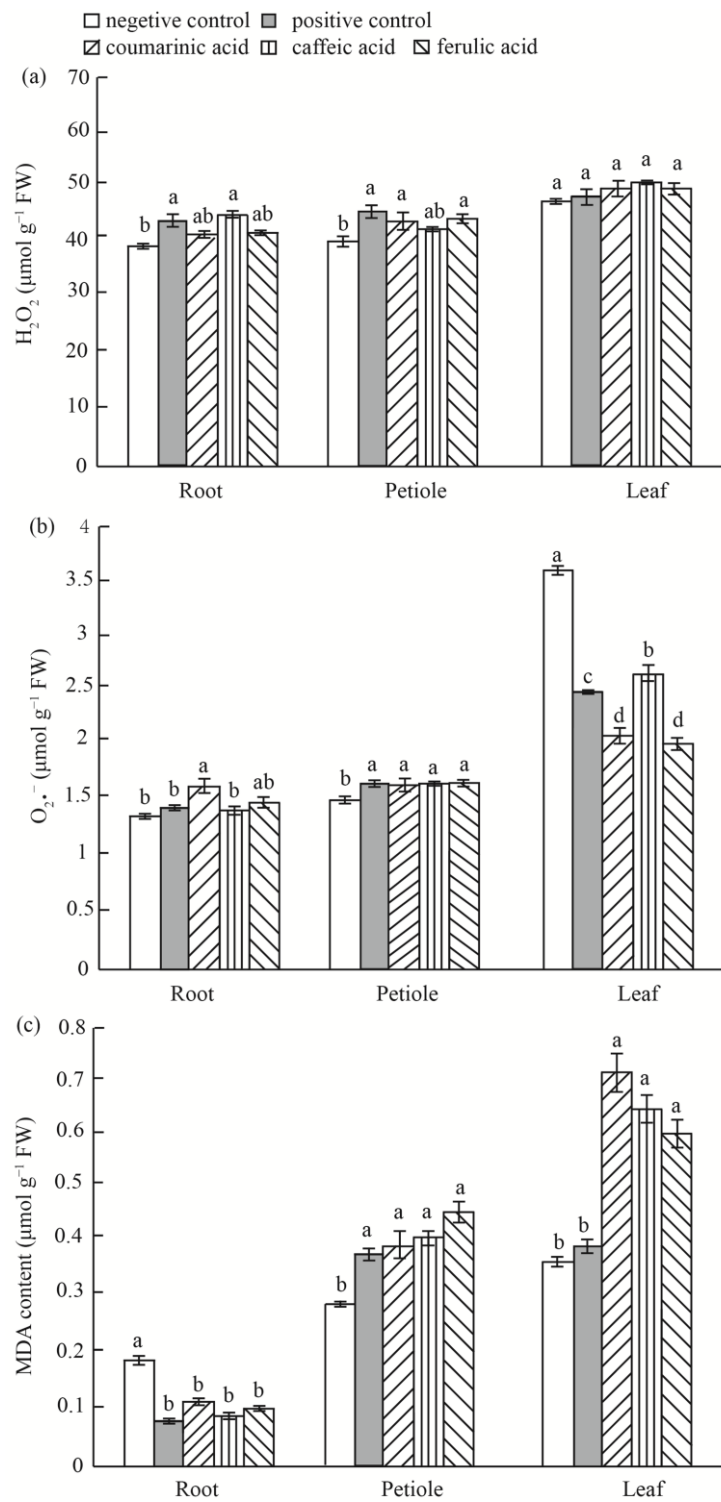 negetive control positive control
coumarinic acid caffeic acid ferulic acid
(a)
H₂O₂ (μmol g⁻¹ FW)
70
60
50
40
30
20
10
0
b a ab a ab
b a a ab a
a a a a a
Root Petiole Leaf
(b)
O₂•⁻ (μmol g⁻¹ FW)
4
3.5
3
2.5
2
1.5
1
0.5
0
b b a b ab
b a a a a
a c d b d
Root Petiole Leaf
(c)
MDA content (μmol g⁻¹ FW)
0.8
0.7
0.6
0.5
0.4
0.3
0.2
0.1
0
a b b b b
b a a a a
b b a a a
Root Petiole Leaf